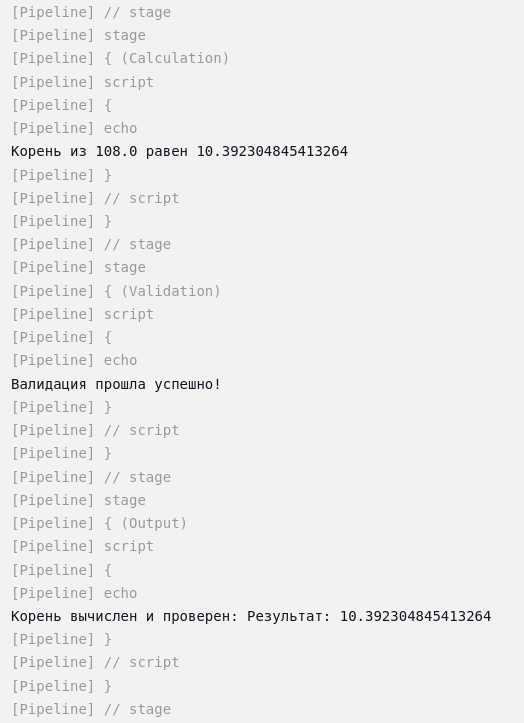 [Pipeline] // stage
[Pipeline] stage
[Pipeline] { (Calculation)
[Pipeline] script
[Pipeline] {
[Pipeline] echo
Корень из 108.0 равен 10.392304845413264
[Pipeline] }
[Pipeline] // script
[Pipeline] }
[Pipeline] // stage
[Pipeline] stage
[Pipeline] { (Validation)
[Pipeline] script
[Pipeline] {
[Pipeline] echo
Валидация прошла успешно!
[Pipeline] }
[Pipeline] // script
[Pipeline] }
[Pipeline] // stage
[Pipeline] stage
[Pipeline] { (Output)
[Pipeline] script
[Pipeline] {
[Pipeline] echo
Корень вычислен и проверен: Результат: 10.392304845413264
[Pipeline] }
[Pipeline] // script
[Pipeline] }
[Pipeline] // stage